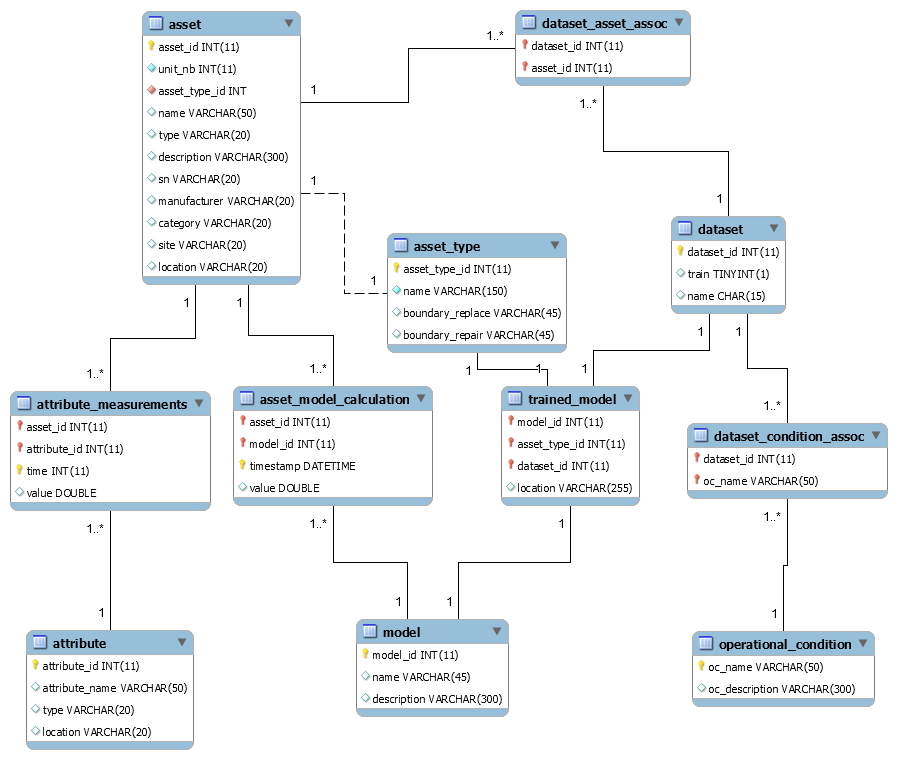 asset
asset_id INT(11)
unit_nb INT(11)
asset_type_id INT
name VARCHAR(50)
type VARCHAR(20)
description VARCHAR(300)
sn VARCHAR(20)
manufacturer VARCHAR(20)
category VARCHAR(20)
site VARCHAR(20)
location VARCHAR(20)
1
1..*
dataset_asset_assoc
dataset_id INT(11)
asset_id INT(11)
1..*
1
1
1
asset_type
asset_type_id INT(11)
name VARCHAR(150)
boundary_replace VARCHAR(45)
boundary_repair VARCHAR(45)
dataset
dataset_id INT(11)
train TINYINT(1)
name CHAR(15)
1
1
1..*
1..*
1
1
1
1
1
1..*
attribute_measurements
asset_id INT(11)
attribute_id INT(11)
time INT(11)
value DOUBLE
asset_model_calculation
asset_id INT(11)
model_id INT(11)
timestamp DATETIME
value DOUBLE
trained_model
model_id INT(11)
asset_type_id INT(11)
dataset_id INT(11)
location VARCHAR(255)
dataset_condition_assoc
dataset_id INT(11)
oc_name VARCHAR(50)
1..*
1
1..*
1
1
1
1..*
1
attribute
attribute_id INT(11)
attribute_name VARCHAR(50)
type VARCHAR(20)
location VARCHAR(20)
model
model_id INT(11)
name VARCHAR(45)
description VARCHAR(300)
operational_condition
oc_name VARCHAR(50)
oc_description VARCHAR(300)